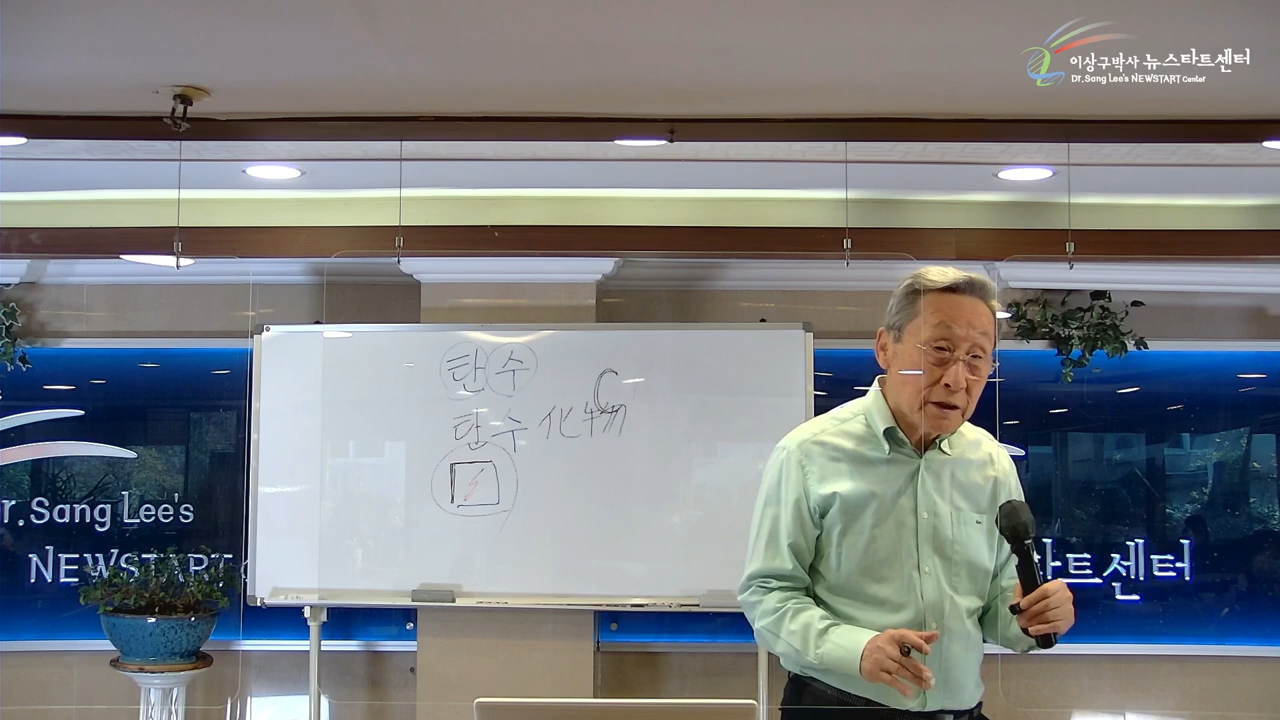 이상구박사 뉴스타트센터
Dr. Sang Lee's NEWSTART Center
탄수
탄수化物
C
r. Sang Lee's
NEWSTART
타트센터